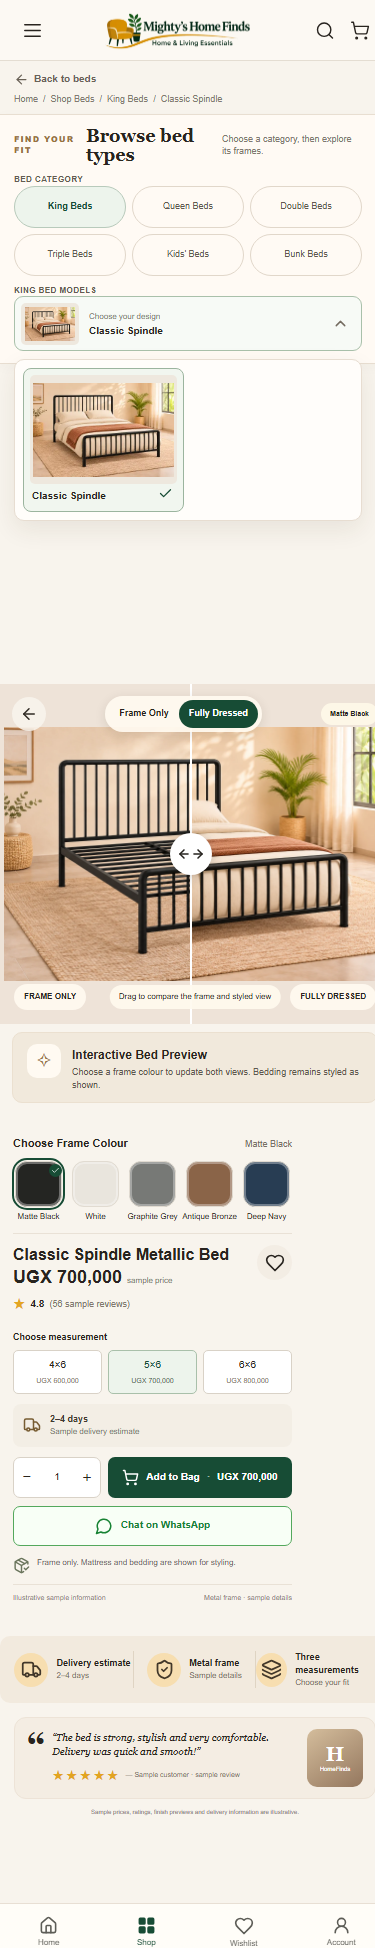 Mighty's Home Finds
Home & Living Essentials
Back to beds
Home / Shop Beds / King Beds / Classic Spindle
FIND YOUR FIT
Browse bed types
Choose a category, then explore its frames.
BED CATEGORY
King Beds
Queen Beds
Double Beds
Triple Beds
Kids' Beds
Bunk Beds
KING BED MODELS
Choose your design
Classic Spindle
Classic Spindle
Frame Only
Fully Dressed
Matte Black
FRAME ONLY
Drag to compare the frame and styled view
FULLY DRESSED
Interactive Bed Preview
Choose a frame colour to update both views. Bedding remains styled as
shown.
Choose Frame Colour
Matte Black
Matte Black
White
Graphite Grey
Antique Bronze
Deep Navy
Classic Spindle Metallic Bed
UGX 700,000 sample price
4.8 (56 sample reviews)
Choose measurement
4×6
UGX 600,000
5×6
UGX 700,000
6×6
UGX 800,000
2–4 days
Sample delivery estimate
− 1 +
Add to Bag · UGX 700,000
Chat on WhatsApp
Frame only. Mattress and bedding are shown for styling.
Illustrative sample information
Metal frame · sample details
Delivery estimate
2–4 days
Metal frame
Sample details
Three
measurements
Choose your fit
“The bed is strong, stylish and very comfortable.
Delivery was quick and smooth!”
★★★★★ — Sample customer · sample review
H
HomeFinds
Sample prices, ratings, finish previews and delivery information are illustrative.
Home
Shop
Wishlist
Account